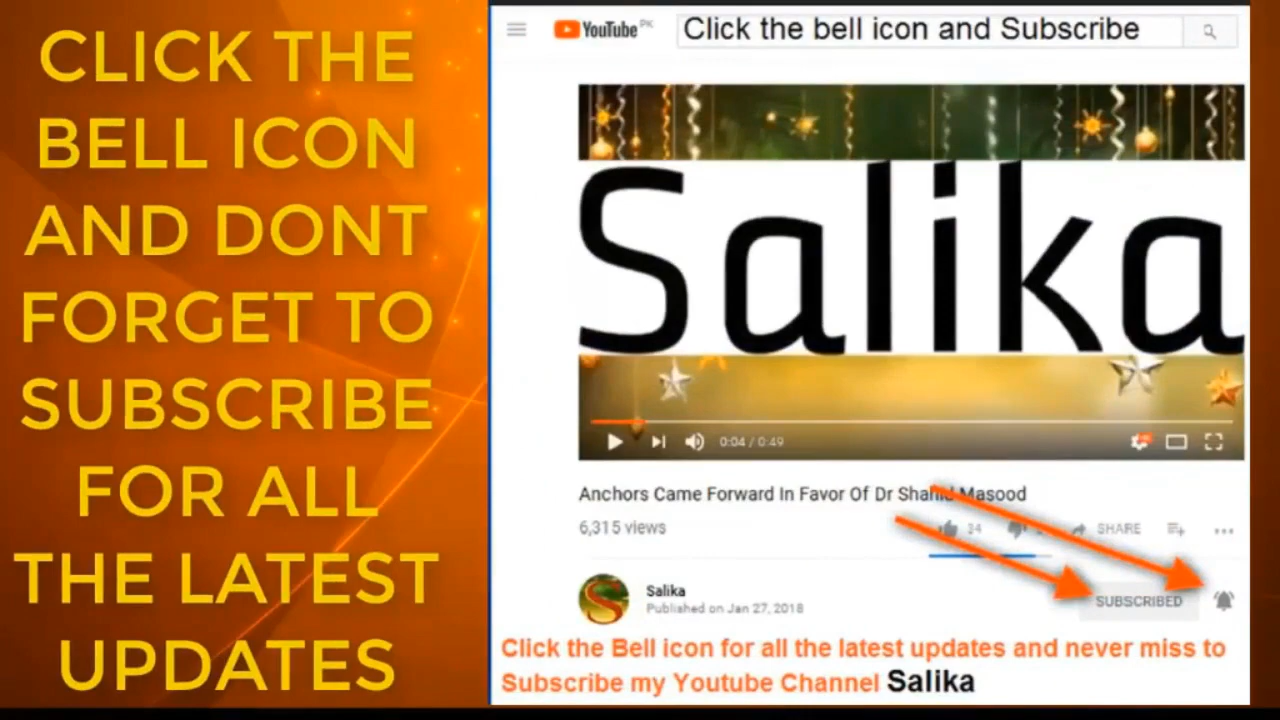 CLICK THE
BELL ICON
AND DONT
FORGET TO
SUBSCRIBE
FOR ALL
THE LATEST
UPDATES
YouTube PK
Click the bell icon and Subscribe
Salika
0:04 / 0:49
Anchors Came Forward In Favor Of Dr Shahid Masood
6,315 views
SHARE
Salika
Published on Jan 27, 2018
SUBSCRIBED
Click the Bell icon for all the latest updates and never miss to
Subscribe my Youtube Channel Salika